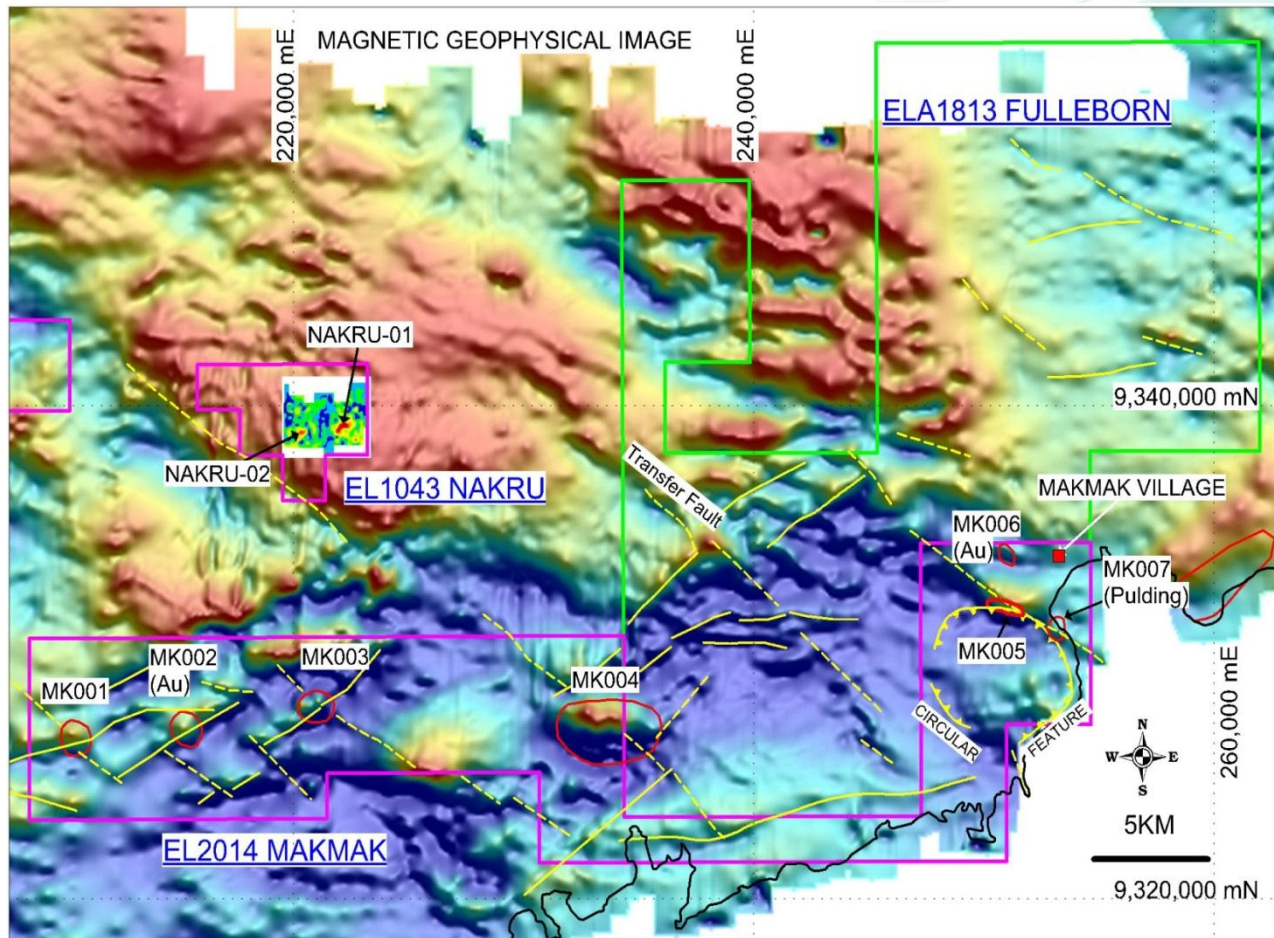 MAGNETIC GEOPHYSICAL IMAGE
220,000 mE
240,000 mE
ELA1813 FULLEBORN
NAKRU-01
9,340,000 mN
NAKRU-02
EL1043 NAKRU
Transfer Fault
MAKMAK VILLAGE
MK006
(Au)
MK007
(Pulding)
MK005
MK001
MK002
(Au)
MK003
MK004
CIRCULAR
FEATURE
260,000 mE
N
W
E
S
5KM
EL2014 MAKMAK
9,320,000 mN